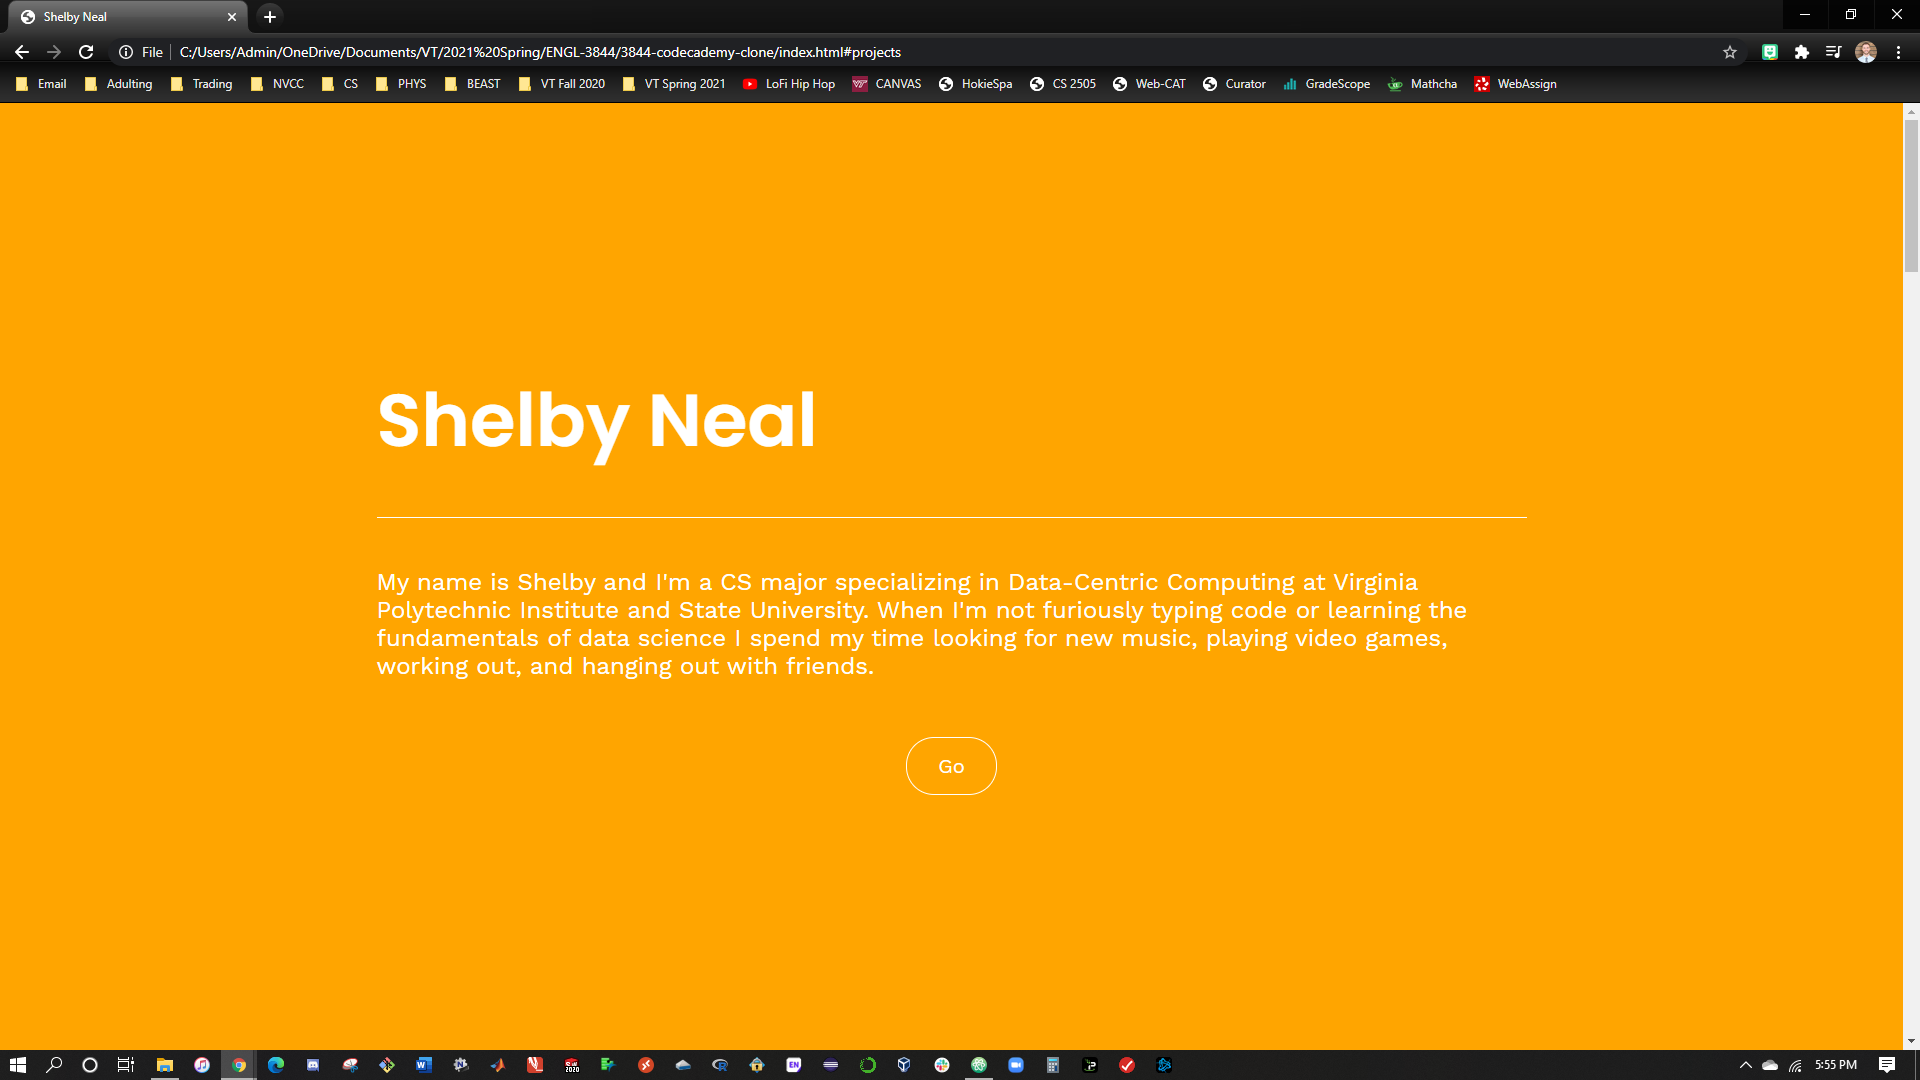 Shelby Neal
File C:/Users/Admin/OneDrive/Documents/VT/2021%20Spring/ENGL-3844/3844-codecademy-clone/index.html#projects
Email Adulting Trading NVCC CS PHYS BEAST VT Fall 2020 VT Spring 2021 LoFi Hip Hop CANVAS HokieSpa CS 2505 Web-CAT Curator GradeScope Mathcha WebAssign
Shelby Neal
My name is Shelby and I'm a CS major specializing in Data-Centric Computing at Virginia
Polytechnic Institute and State University. When I'm not furiously typing code or learning the
fundamentals of data science I spend my time looking for new music, playing video games,
working out, and hanging out with friends.
Go
5:55 PM